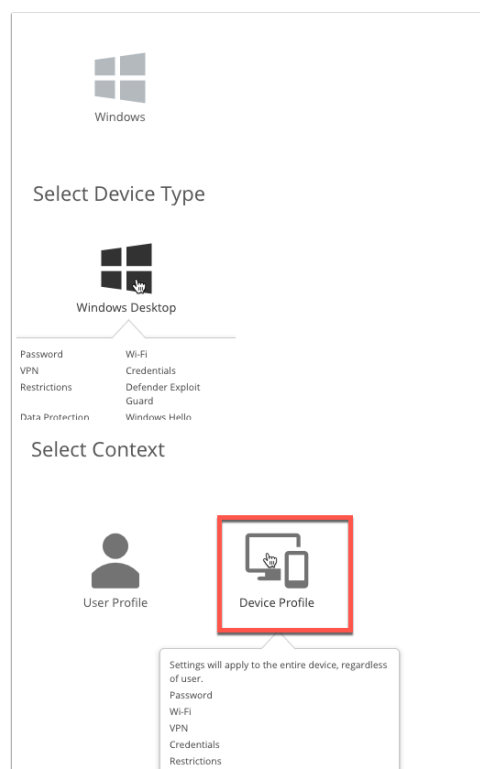 Windows
Select Device Type
Windows Desktop
Password Wi-Fi
VPN Credentials
Restrictions Defender Exploit
Guard
Data Protection Windows Hello
Select Context
User Profile Device Profile
Settings will apply to the entire device, regardless
of user.
Password
Wi-Fi
VPN
Credentials
Restrictions